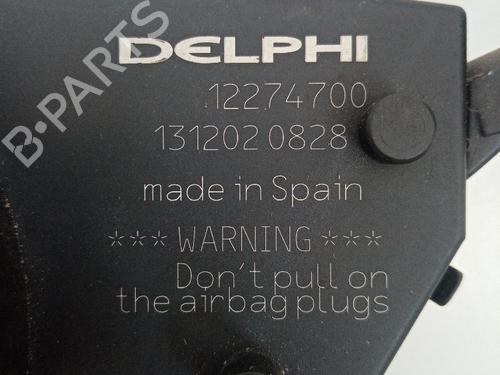 DELPHI
12274700
131202 0828
made in Spain
*** WARNING ***
Don't pull on
the airbag plugs
B-PARTS